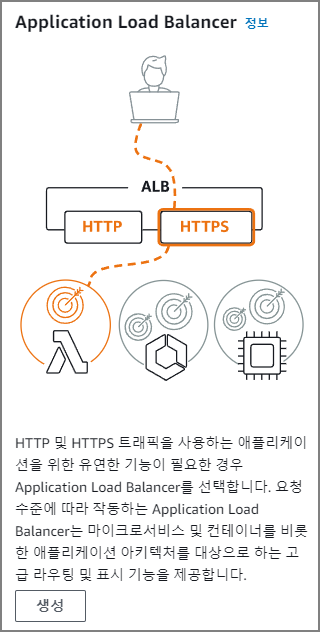 Application Load Balancer 정보
ALB
HTTP
HTTPS
HTTP 및 HTTPS 트래픽을 사용하는 애플리케이
션을 위한 유연한 기능이 필요한 경우
Application Load Balancer를 선택합니다. 요청
수준에 따라 작동하는 Application Load
Balancer는 마이크로서비스 및 컨테이너를 비롯
한 애플리케이션 아키텍처를 대상으로 하는 고
급 라우팅 및 표시 기능을 제공합니다.
생성